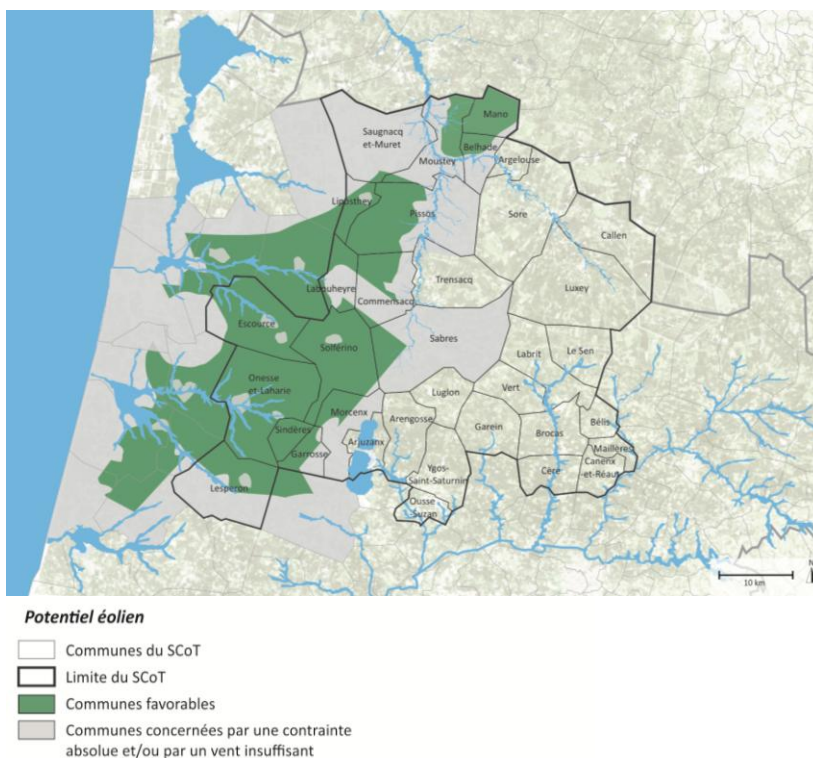 Mano
Saugnacq
et-Muret
Belhade
Moustey
Argelouse
Liposthey
Pissos
Sore
Callen
Trensacq
Luxey
Labouheyre
Commensacq
Escource
Solférino
Sabres
Labrit
Le Sen
Onesse
et-Laharie
Vert
Luglon
Morcenx
Arengosse
Garein
Bélis
Sindères
Brocas
Arjuzanx
Garrosse
Maillères
Canenx
-et-Réaut
Ygos-
Saint-Saturnin
Cère
Lesperon
Ousse
Suzan
N
10 km
Potentiel éolien
Communes du SCoT
Limite du SCoT
Communes favorables
Communes concernées par une contrainte
absolue et/ou par un vent insuffisant